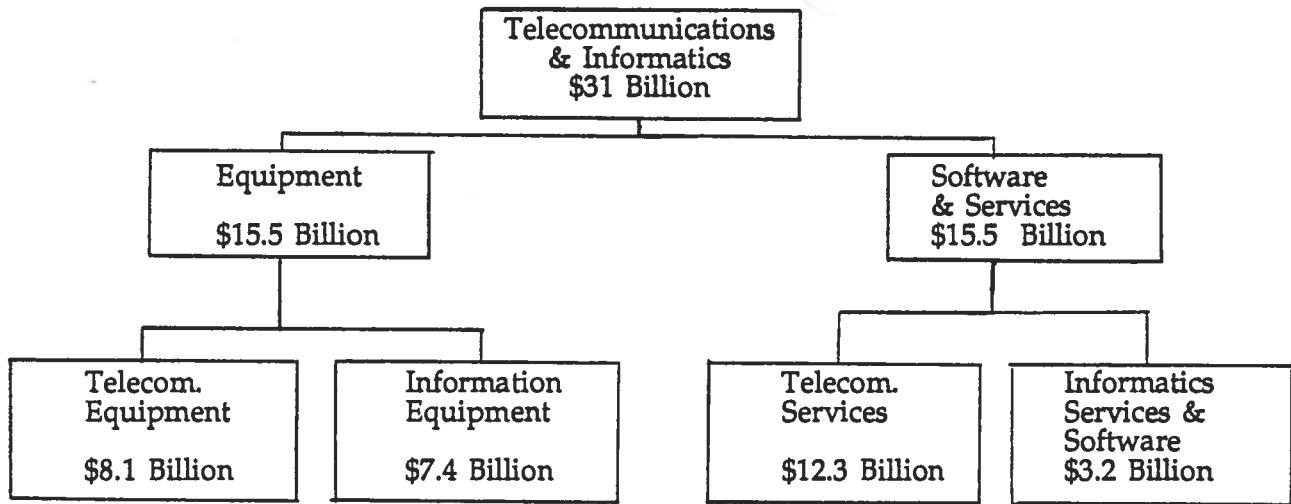 Telecommunications
& Informatics
$31 Billion
Equipment
$15.5 Billion
Software
& Services
$15.5 Billion
Telecom.
Equipment
$8.1 Billion
Information
Equipment
$7.4 Billion
Telecom.
Services
$12.3 Billion
Informatics
Services &
Software
$3.2 Billion